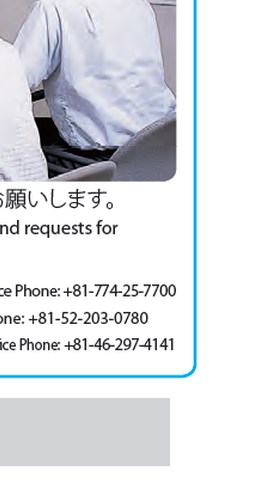 お願いします。
nd requests for
ce Phone: +81-774-25-7700
one: +81-52-203-0780
ice Phone: +81-46-297-4141